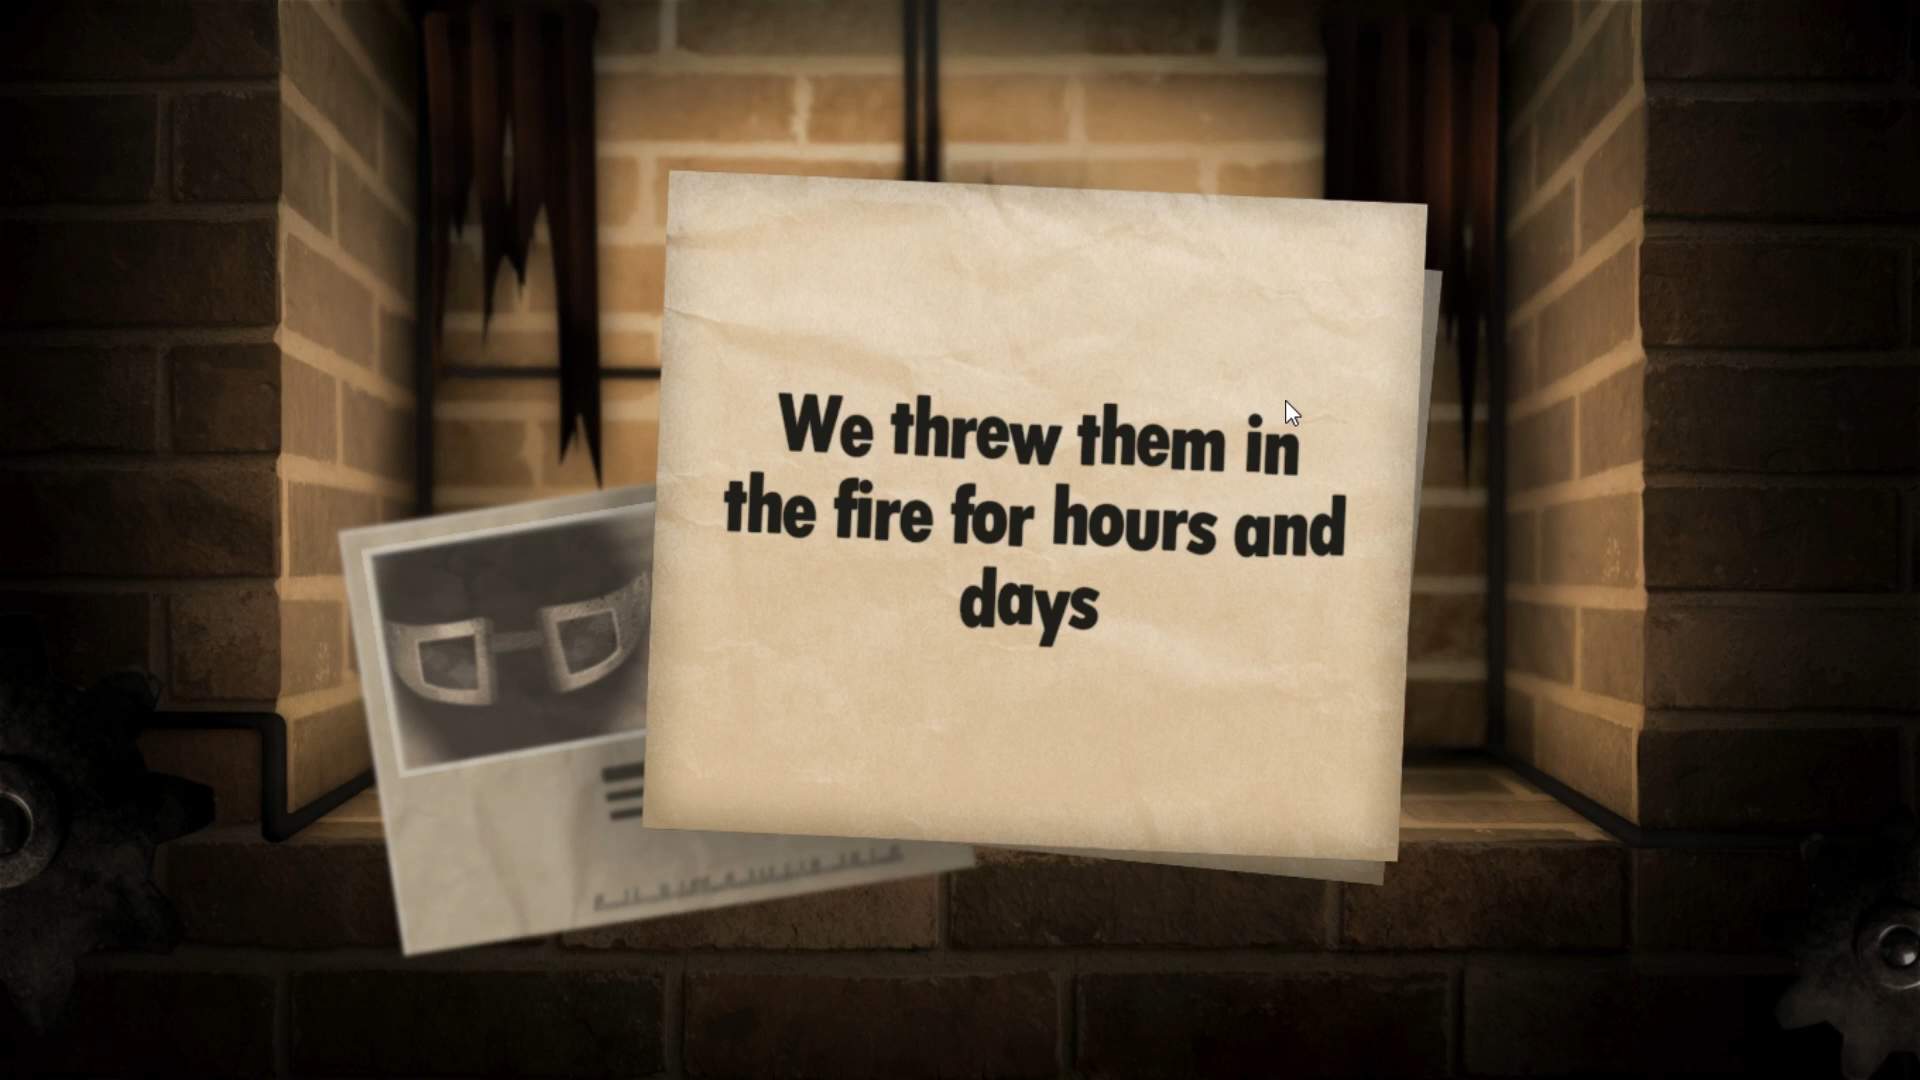 We threw them in
the fire for hours and
days